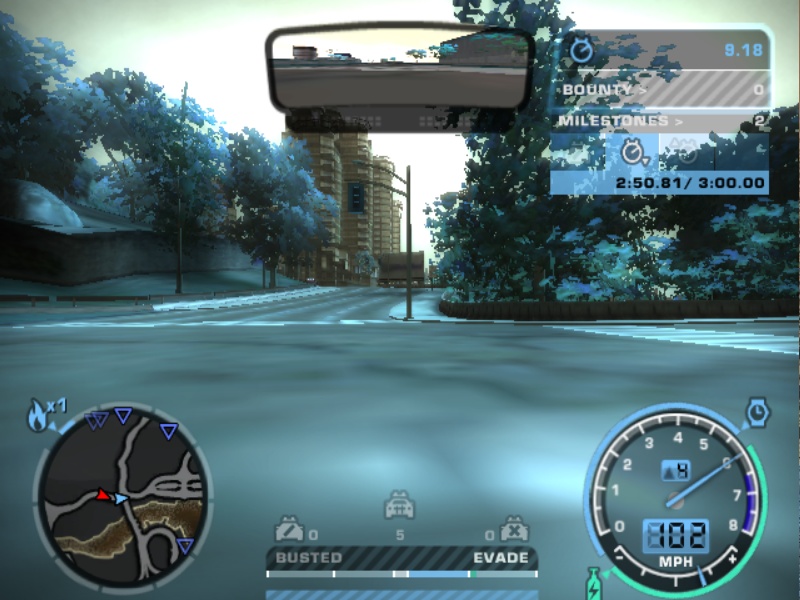 9.18
BOUNTY > 0
MILESTONES > 2
2:50.81/ 3:00.00
x1
0 1 2 3 4 5 6 7 8
4
102
MPH
0 5 0
BUSTED EVADE